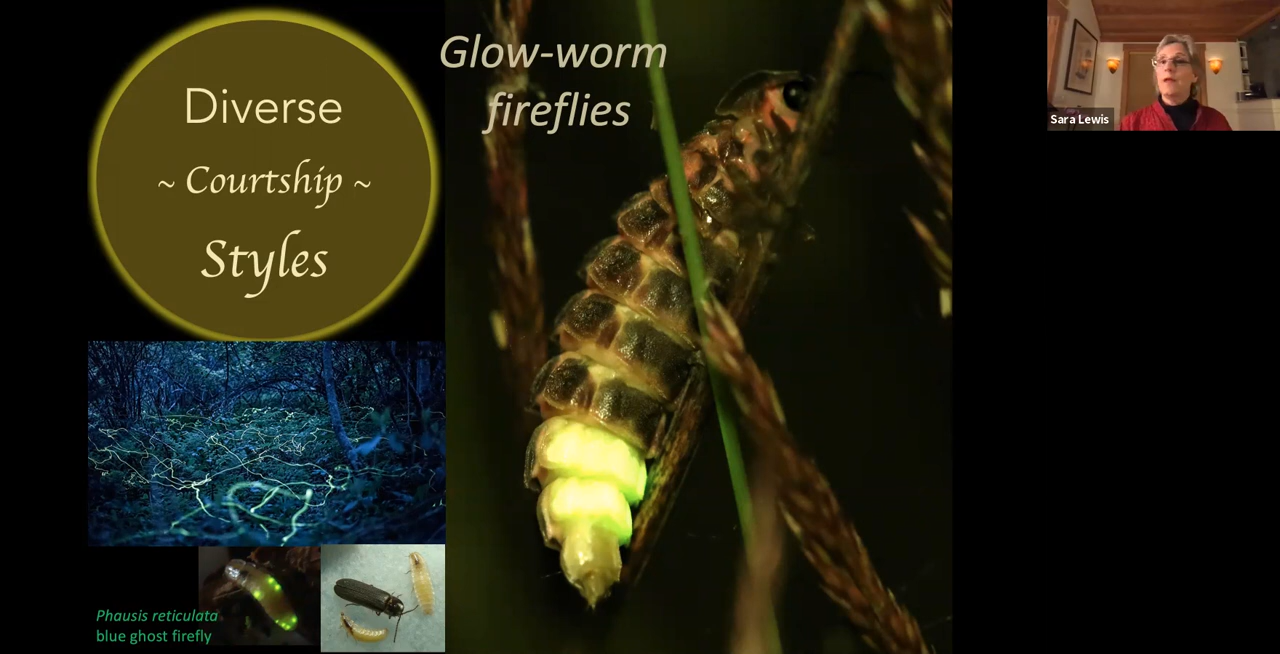 Diverse
~ Courtship ~
Styles
Glow-worm
fireflies
Sara Lewis
Phausis reticulata
blue ghost firefly